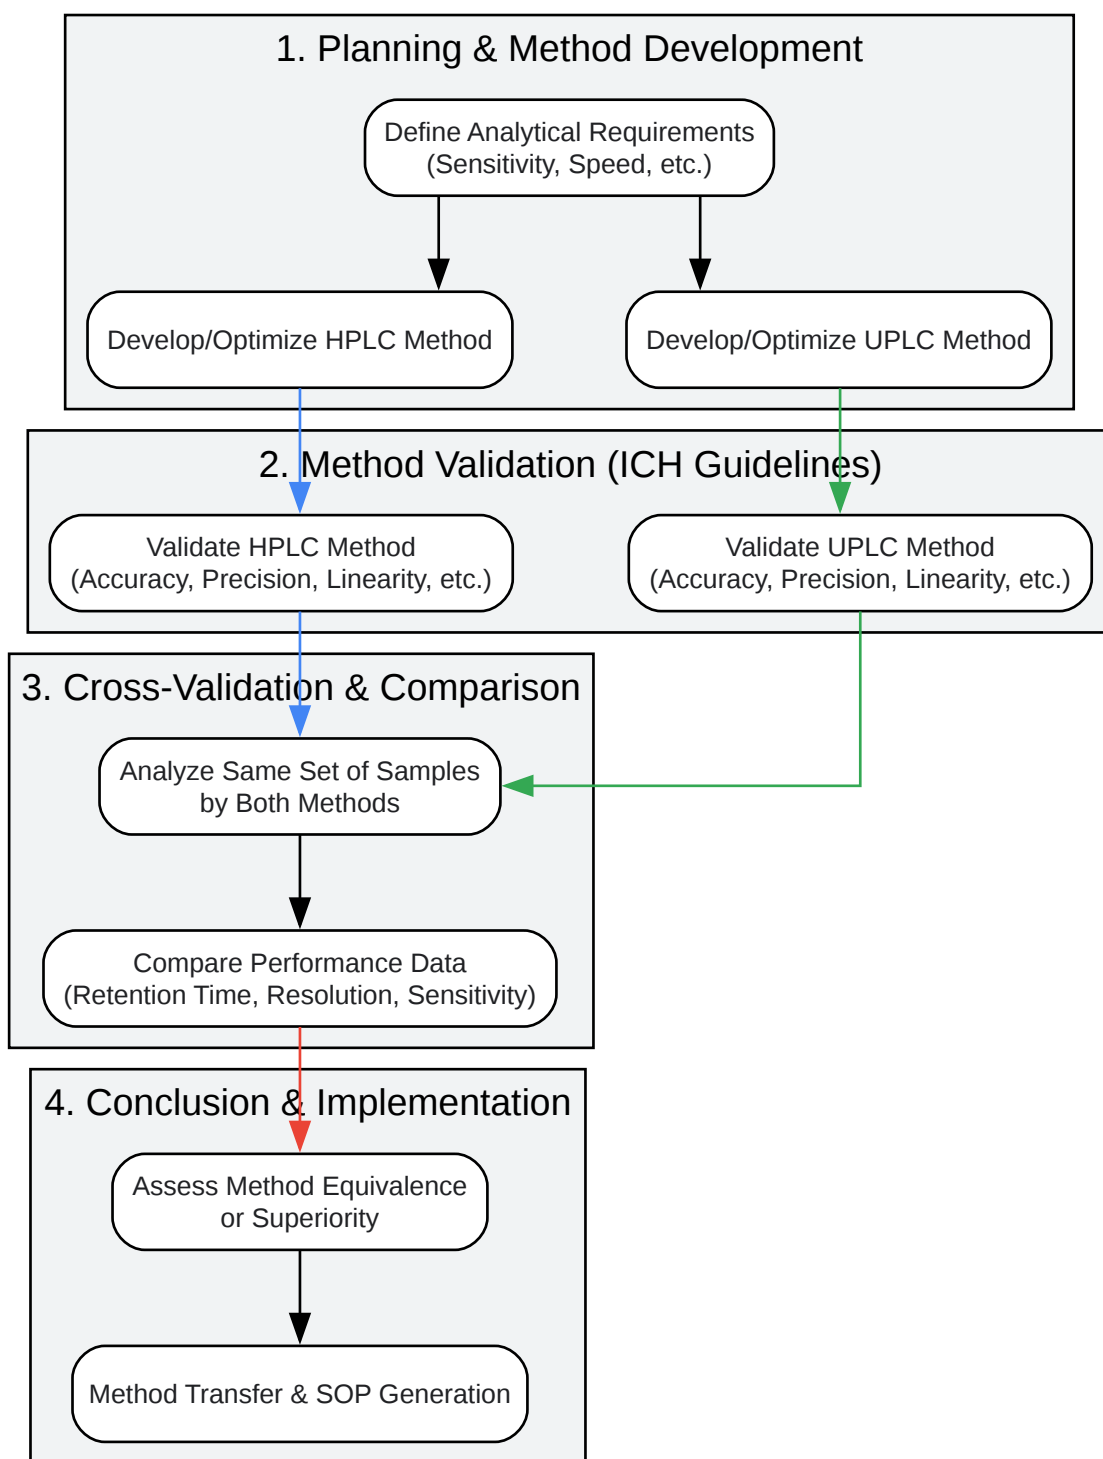 1. Planning & Method Development
Define Analytical Requirements
(Sensitivity, Speed, etc.)
Develop/Optimize HPLC Method
Develop/Optimize UPLC Method
2. Method Validation (ICH Guidelines)
Validate HPLC Method
(Accuracy, Precision, Linearity, etc.)
Validate UPLC Method
(Accuracy, Precision, Linearity, etc.)
3. Cross-Validation & Comparison
Analyze Same Set of Samples
by Both Methods
Compare Performance Data
(Retention Time, Resolution, Sensitivity)
4. Conclusion & Implementation
Assess Method Equivalence
or Superiority
Method Transfer & SOP Generation